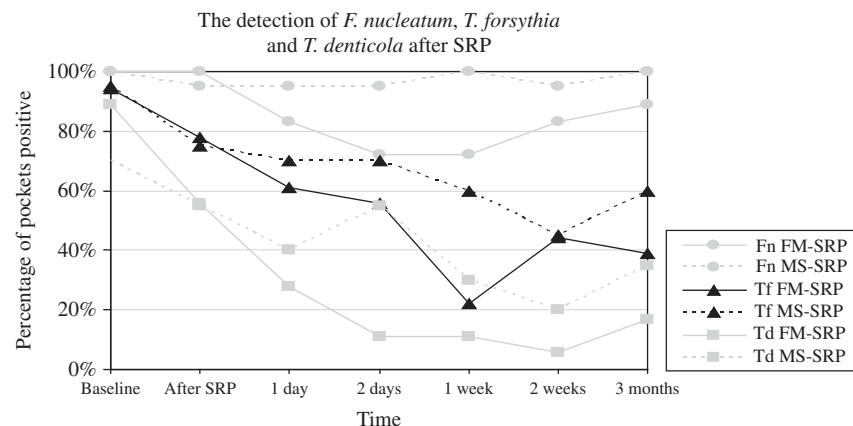 The detection of F. nucleatum, T. forsythia
and T. denticola after SRP
Percentage of pockets positive
100%
80%
60%
40%
20%
0%
Baseline
After SRP
1 day
2 days
1 week
2 weeks
3 months
Time
Fn FM-SRP
Fn MS-SRP
Tf FM-SRP
Tf MS-SRP
Td FM-SRP
Td MS-SRP